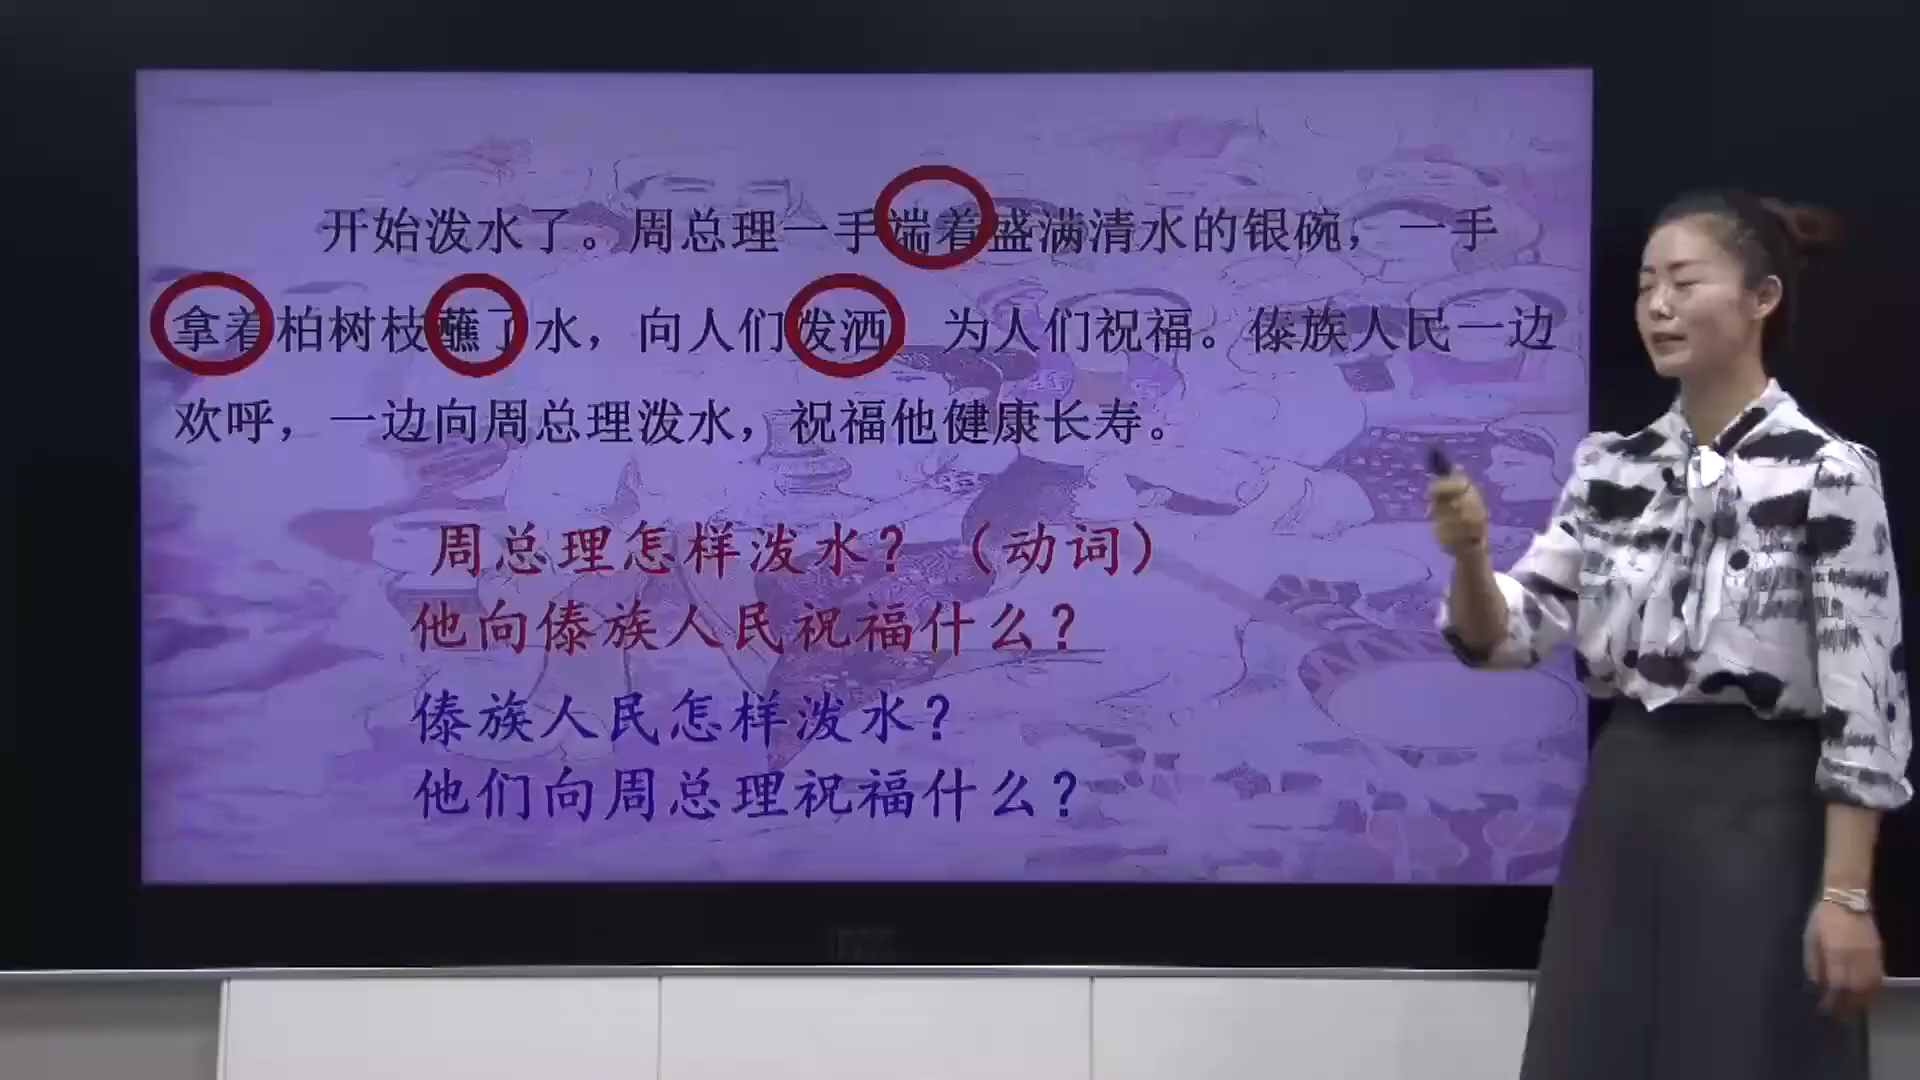 开始泼水了。周总理一手端着盛满清水的银碗，一手
拿着柏树枝蘸了水，向人们泼洒 为人们祝福。傣族人民一边
欢呼，一边向周总理泼水，祝福他健康长寿。
周总理怎样泼水？（动词）
他向傣族人民祝福什么？
傣族人民怎样泼水？
他们向周总理祝福什么？